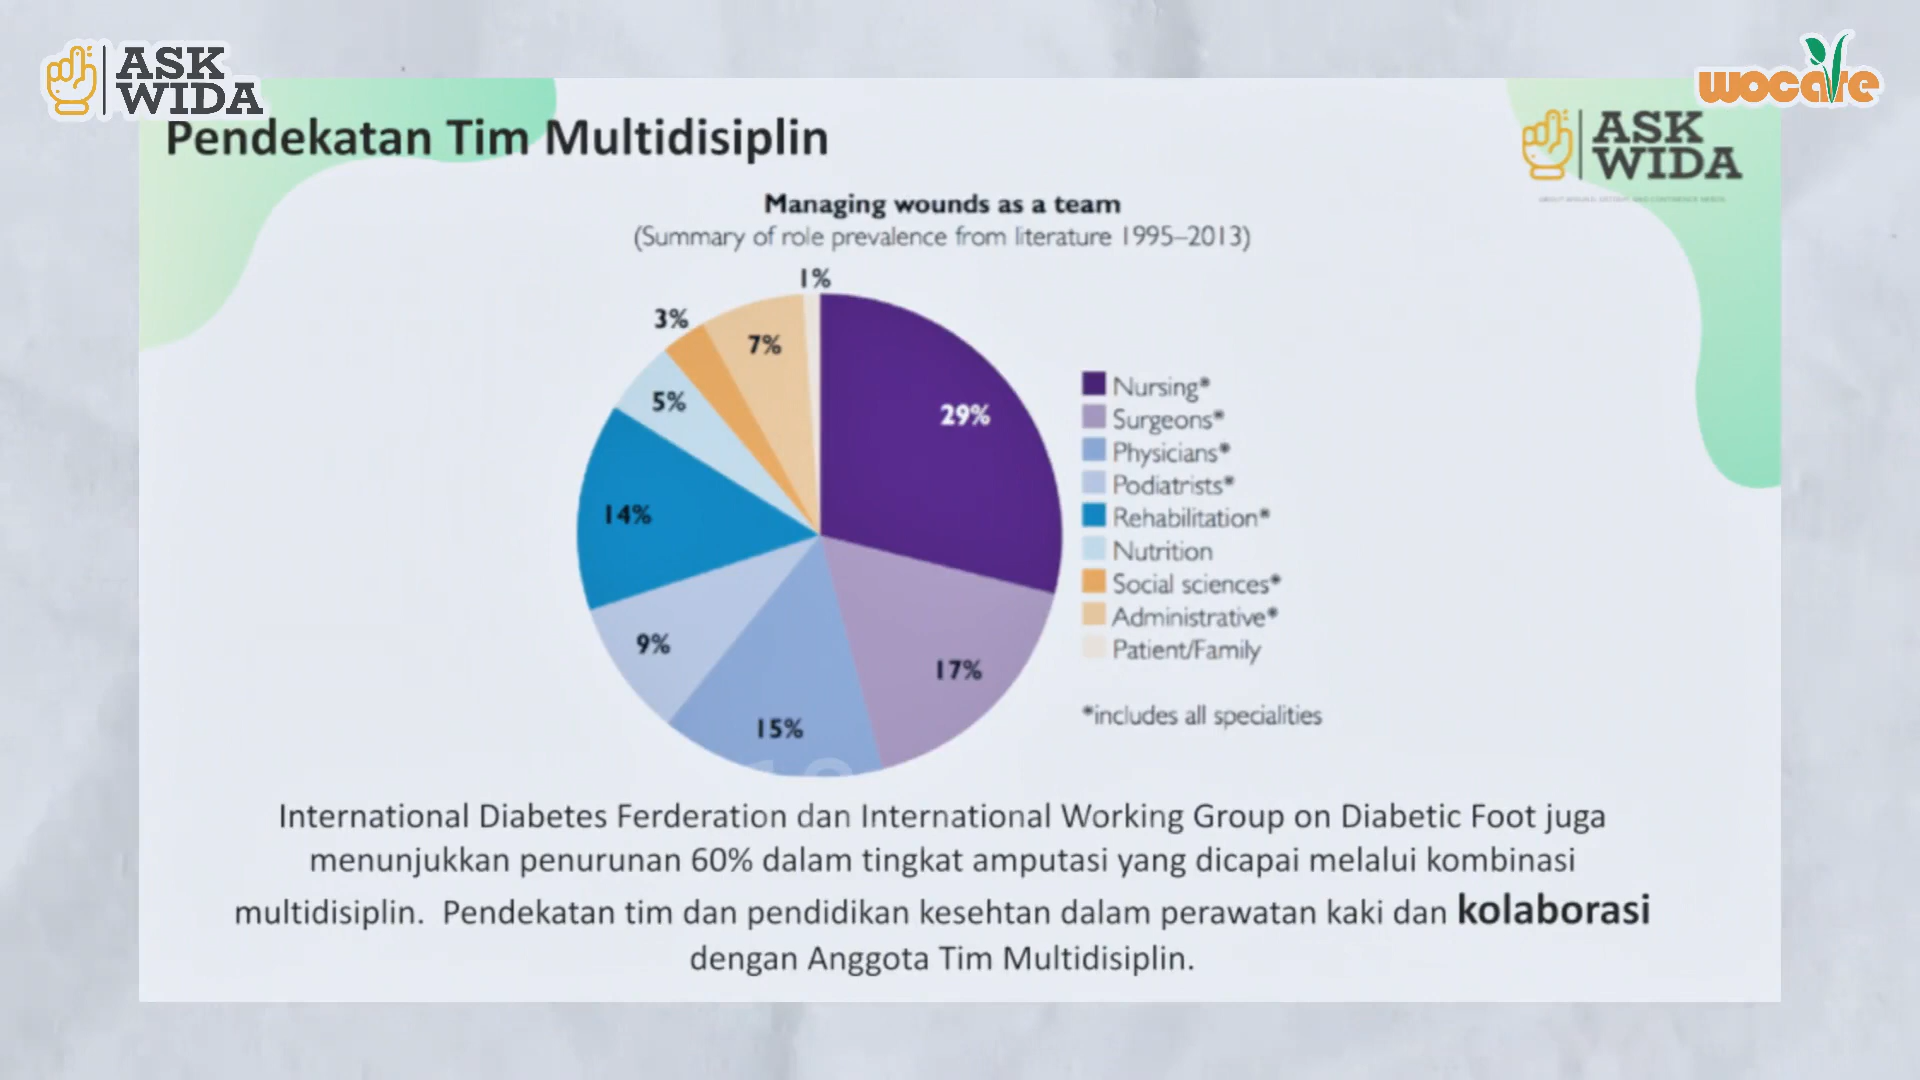 ASK
WIDA
wocare
Pendekatan Tim Multidisiplin
ASK
WIDA
Managing wounds as a team
(Summary of role prevalence from literature 1995–2013)
1%
3%
7%
29%
5%
14%
9%
17%
15%
Nursing*
Surgeons*
Physicians*
Podiatrists*
Rehabilitation*
Nutrition
Social sciences*
Administrative*
Patient/Family
*includes all specialities
International Diabetes Ferderation dan International Working Group on Diabetic Foot juga
menunjukkan penurunan 60% dalam tingkat amputasi yang dicapai melalui kombinasi
multidisiplin. Pendekatan tim dan pendidikan kesehtan dalam perawatan kaki dan kolaborasi
dengan Anggota Tim Multidisiplin.